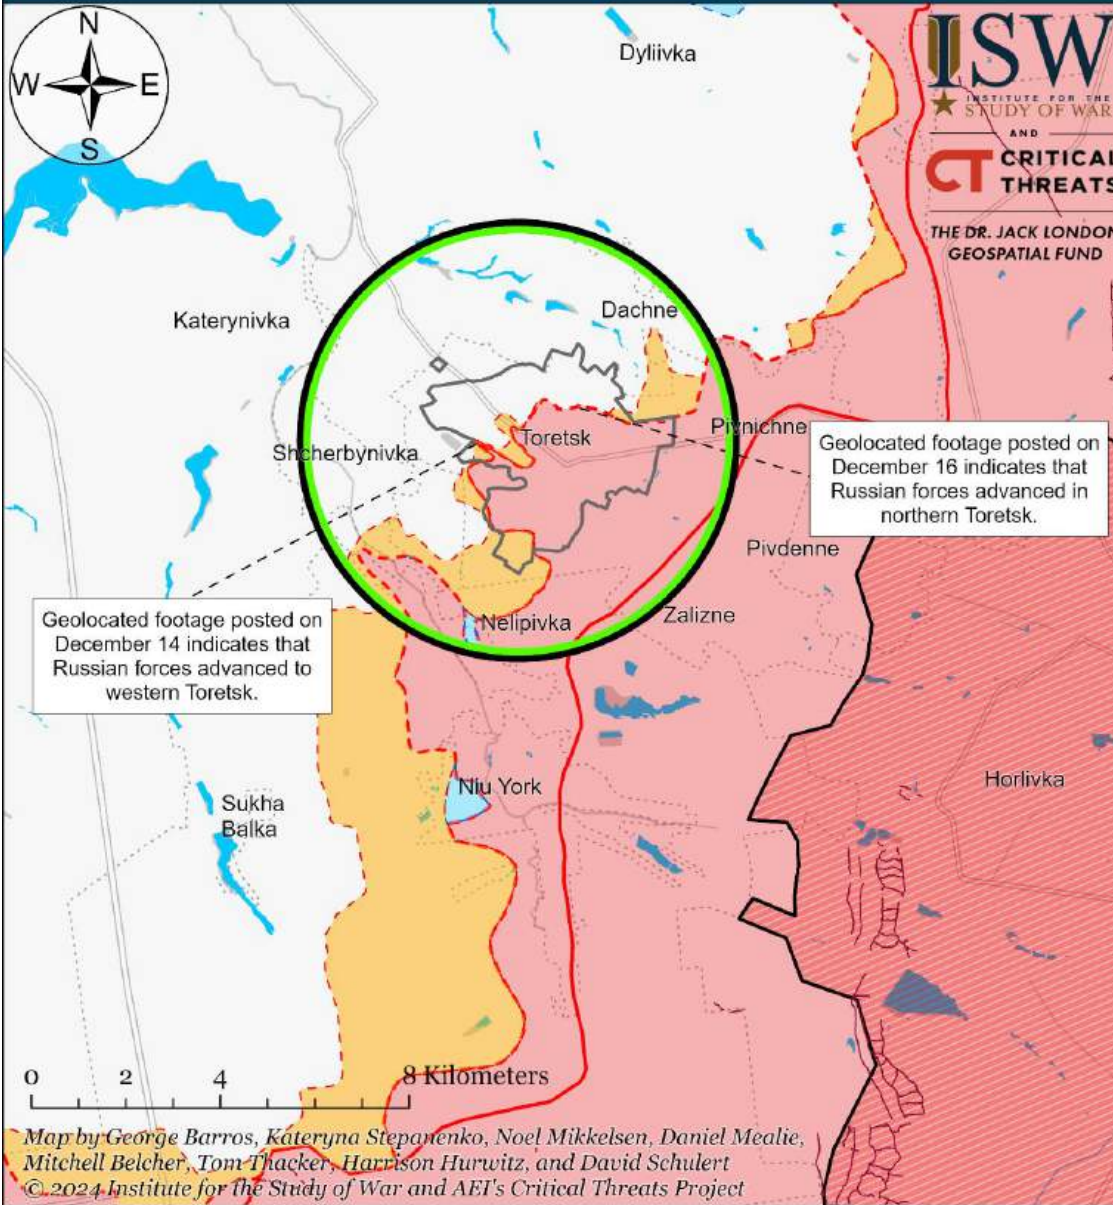 N
W E
S
Dyliivka
ISW
INSTITUTE FOR THE
STUDY OF WAR
AND
CT CRITICAL
THREATS
THE DR. JACK LONDON
GEOSPATIAL FUND
Katerynivka
Dachne
Shcherbynivka
Toretsk
Pivnichne
Geolocated footage posted on
December 16 indicates that
Russian forces advanced in
northern Toretsk.
Pivdenne
Geolocated footage posted on
December 14 indicates that
Russian forces advanced to
western Toretsk.
Nelipivka
Zalizne
Niu York
Horlivka
Sukha
Balka
0 2 4 8 Kilometers
Map by George Barros, Kateryna Stepanenko, Noel Mikkelsen, Daniel Mealie,
Mitchell Belcher, Tom Thacker, Harrison Hurwitz, and David Schulert
© 2024 Institute for the Study of War and AEI's Critical Threats Project